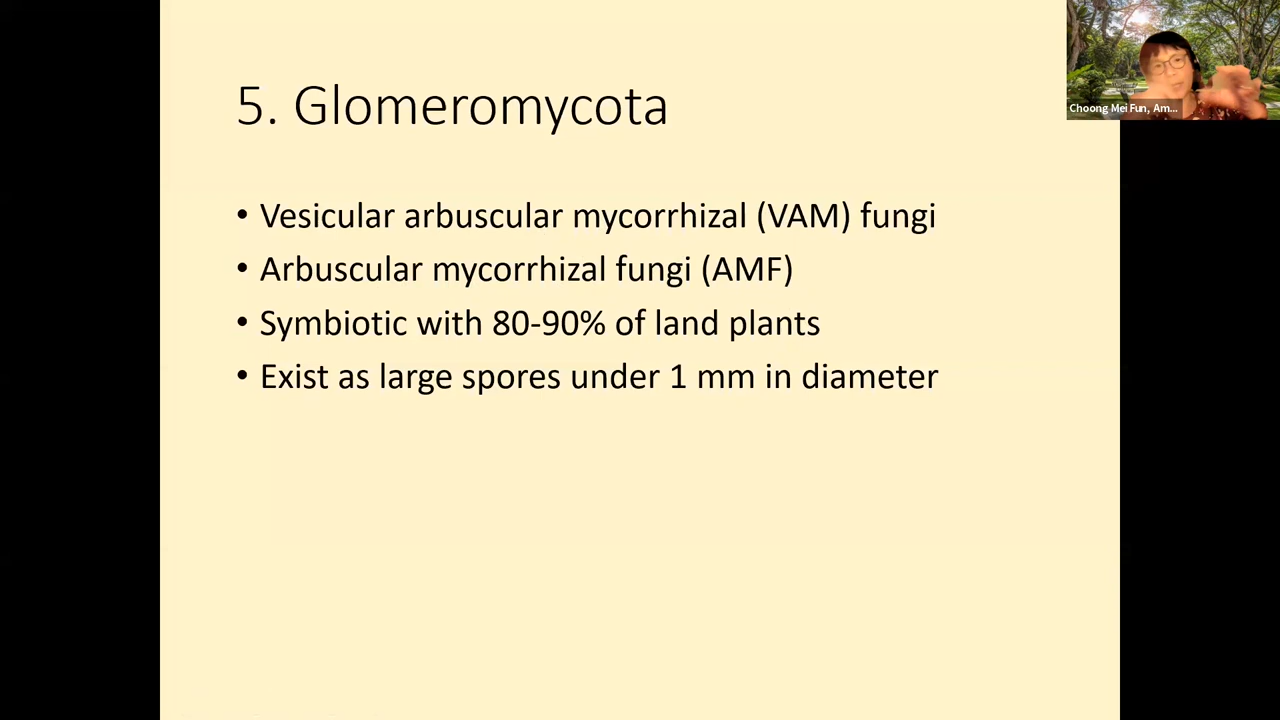 5. Glomeromycota
Choong Mei Fun, Am...
• Vesicular arbuscular mycorrhizal (VAM) fungi
• Arbuscular mycorrhizal fungi (AMF)
• Symbiotic with 80-90% of land plants
• Exist as large spores under 1 mm in diameter